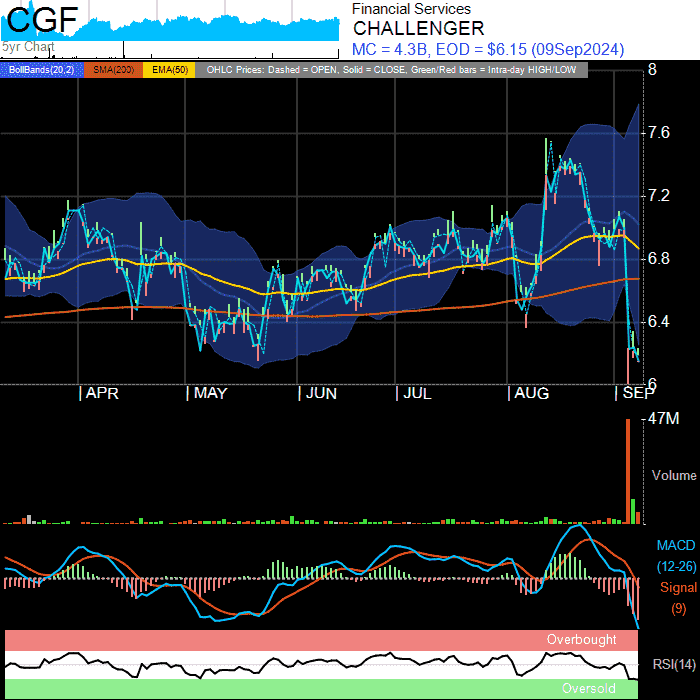 CGF
5yr Chart
Financial Services
CHALLENGER
MC = 4.3B, EOD = $6.15 (09Sep2024)
BollBands(20,2) SMA(200) EMA(50) OHLC Prices: Dashed = OPEN, Solid = CLOSE, Green/Red bars = Intra-day HIGH/LOW
8
7.6
7.2
6.8
6.4
6
APR MAY JUN JUL AUG SEP
47M
Volume
MACD
(12-26)
Signal
(9)
Overbought
RSI(14)
Oversold